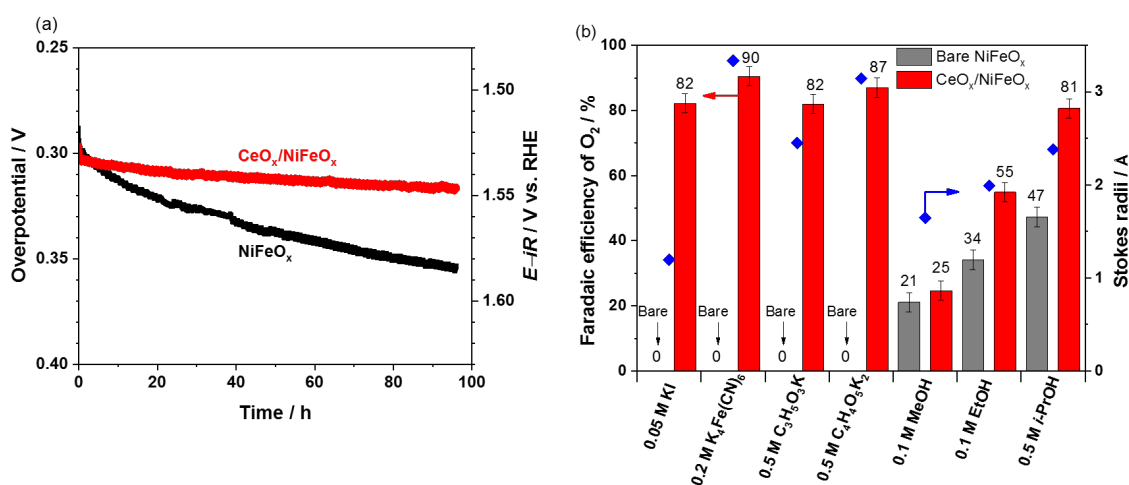 (a)
0.25
0.30
0.35
0.40
Overpotential / V
CeOₓ/NiFeOₓ
NiFeOₓ
1.50
1.55
1.60
E–iR / V vs. RHE
0 20 40 60 80 100
Time / h
(b)
100
80
60
40
20
0
Faradaic efficiency of O₂ / %
Bare NiFeOₓ
CeOₓ/NiFeOₓ
82 90 82 87 21 25 34 55 47 81
Bare Bare Bare Bare
0 0 0 0
3
2
1
0
Stokes radii / A
0.05 M KI
0.2 M K₄Fe(CN)₆
0.5 M C₃H₅O₃K
0.5 M C₄H₄O₅K₂
0.1 M MeOH
0.1 M EtOH
0.5 M i-PrOH